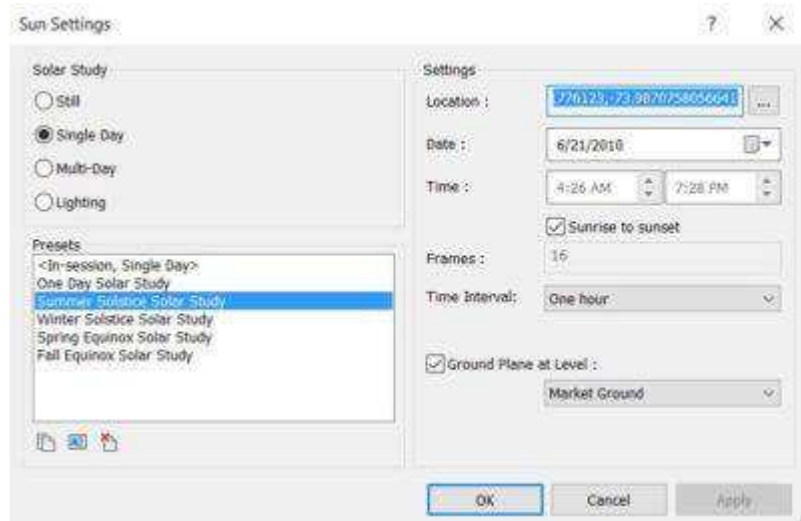 Sun Settings
Solar Study
Still
Single Day
Multi-Day
Lighting
Presets
<In-session, Single Day>
One Day Solar Study
Summer Solstice Solar Study
Winter Solstice Solar Study
Spring Equinox Solar Study
Fall Equinox Solar Study
Settings
Location :
...
Date :
6/21/2010
Time :
4:26 AM
7:28 PM
Sunrise to sunset
Frames :
16
Time Interval:
One hour
Ground Plane at Level :
Market Ground
OK
Cancel
Apply